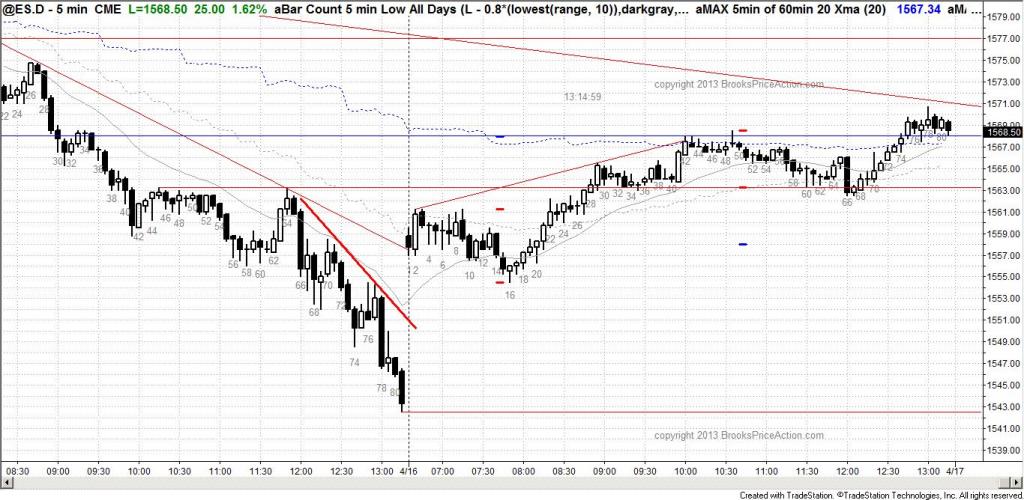 @ES.D - 5 min CME L=1568.50 25.00 1.62% aBar Count 5 min Low All Days (L - 0.8*(lowest(range, 10)),darkgray,... aMAX 5min of 60min 20 Xma (20) 1567.34 aM/ ...
1579.00
1577.00
1575.00
1573.00
1571.00
1569.00
1568.50
1567.00
1565.00
1563.00
1561.00
1559.00
1557.00
1555.00
1553.00
1551.00
1549.00
1547.00
1545.00
1543.00
1541.00
1539.00
copyright 2013 BrooksPriceAction.com
13:14:59
22 24 26 28
30 32 34
38
40 42 44 46 48 50 52 54
56 58 60 62 64
66 68 70 72
74 76
78 80
2 4 6 8
10 12 14
16 18 20
22 24 26 28
30 32 34 36 38 40
42 44 46 48 50
52 54 56 58
60 62 64
66 68 70
72 74 76 78 80
copyright 2013 BrooksPriceAction.com
08:30 09:00 09:30 10:00 10:30 11:00 11:30 12:00 12:30 13:00 4/16 07:00 07:30 08:00 08:30 09:00 09:30 10:00 10:30 11:00 11:30 12:00 12:30 13:00 4/17
Created with TradeStation. ©TradeStation Technologies, Inc. All rights reserved.